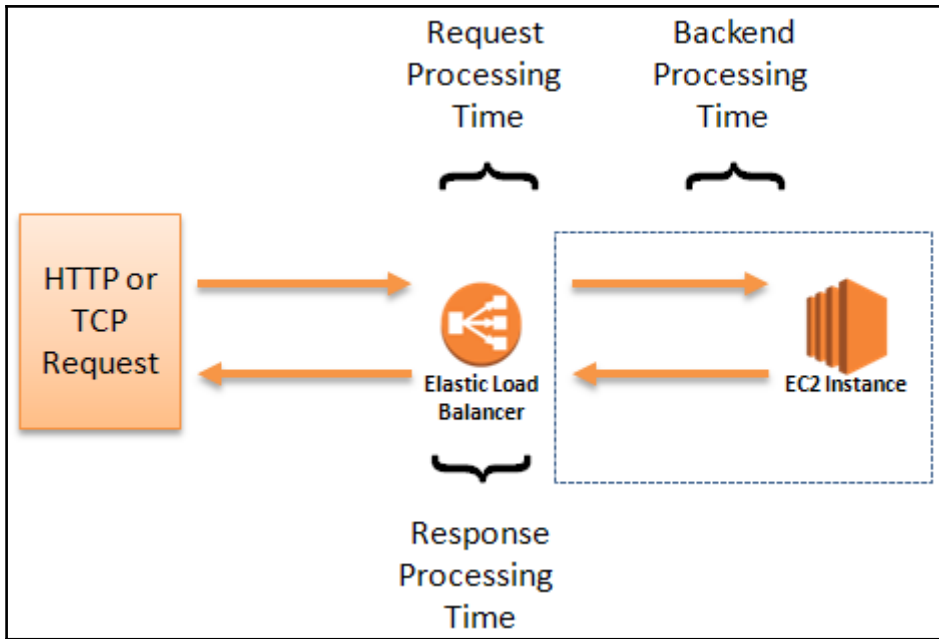 Request
Processing
Time
Backend
Processing
Time
HTTP or
TCP
Request
Elastic Load
Balancer
EC2 Instance
Response
Processing
Time